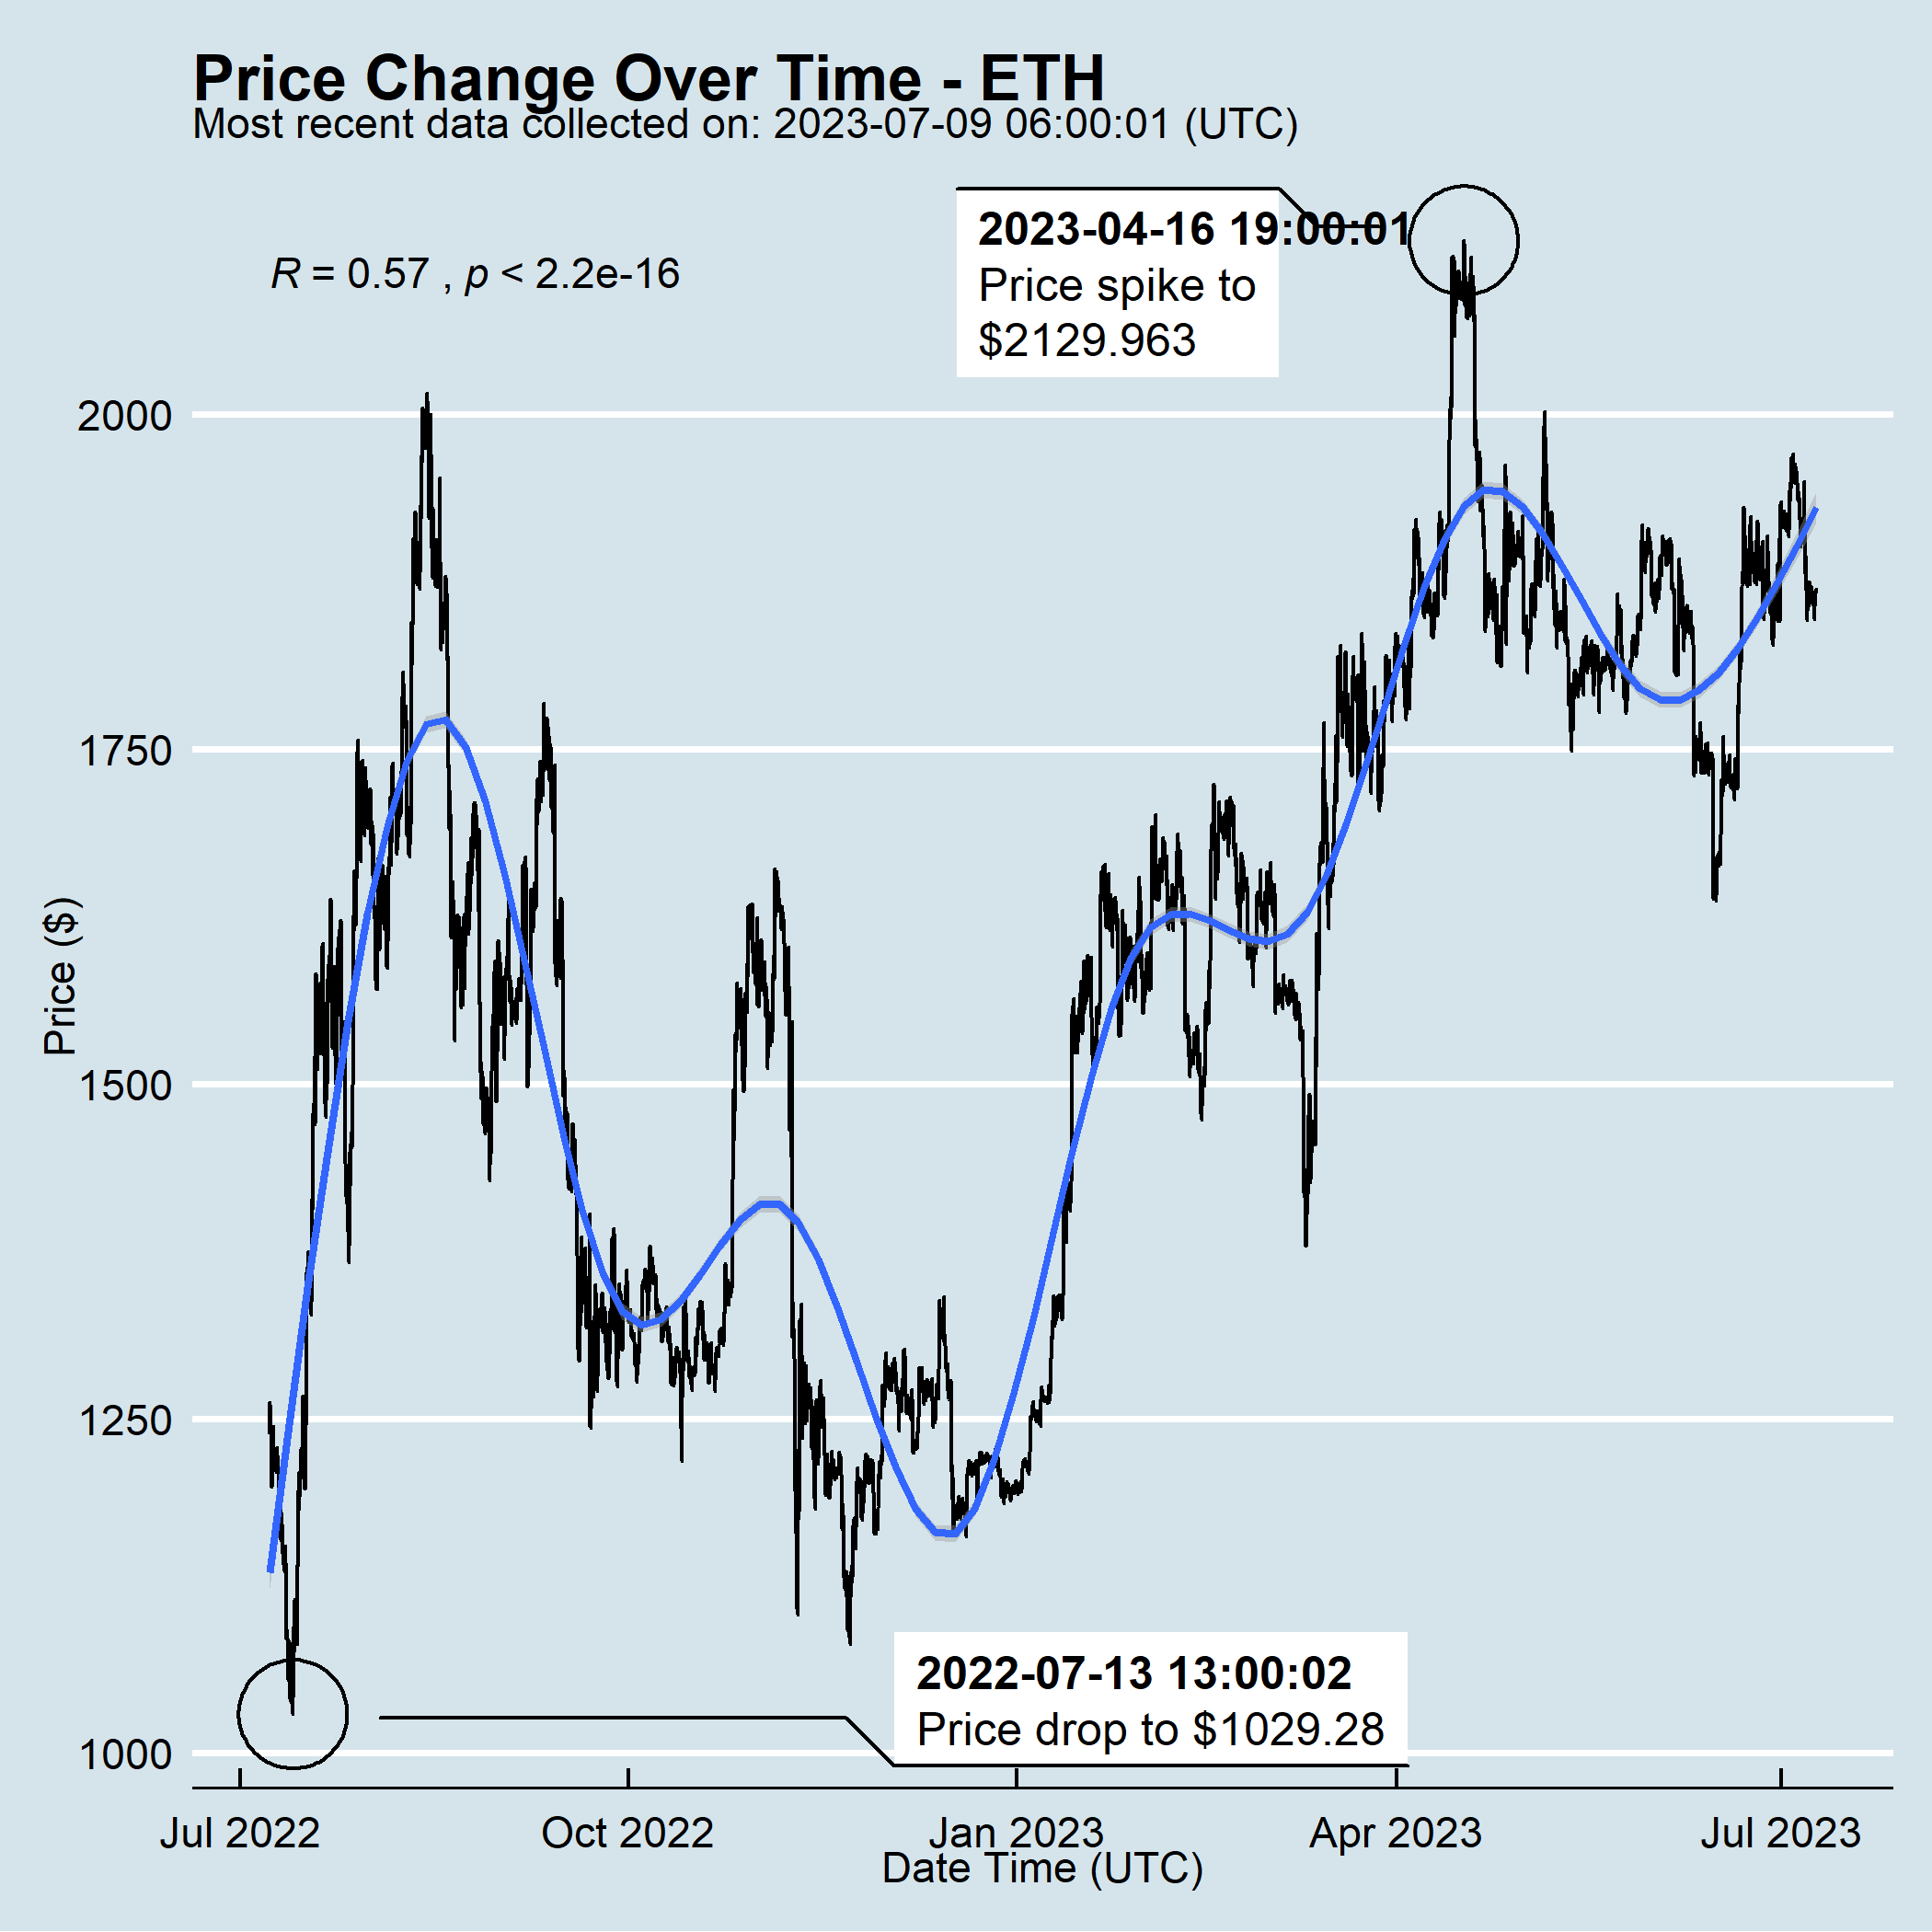 Price Change Over Time - ETH
Most recent data collected on: 2023-07-09 06:00:01 (UTC)
2023-04-16 19:00:01
Price spike to
$2129.963
R = 0.57 , p < 2.2e-16
2000
1750
1500
1250
1000
Price ($)
2022-07-13 13:00:02
Price drop to $1029.28
Jul 2022
Oct 2022
Jan 2023
Apr 2023
Jul 2023
Date Time (UTC)